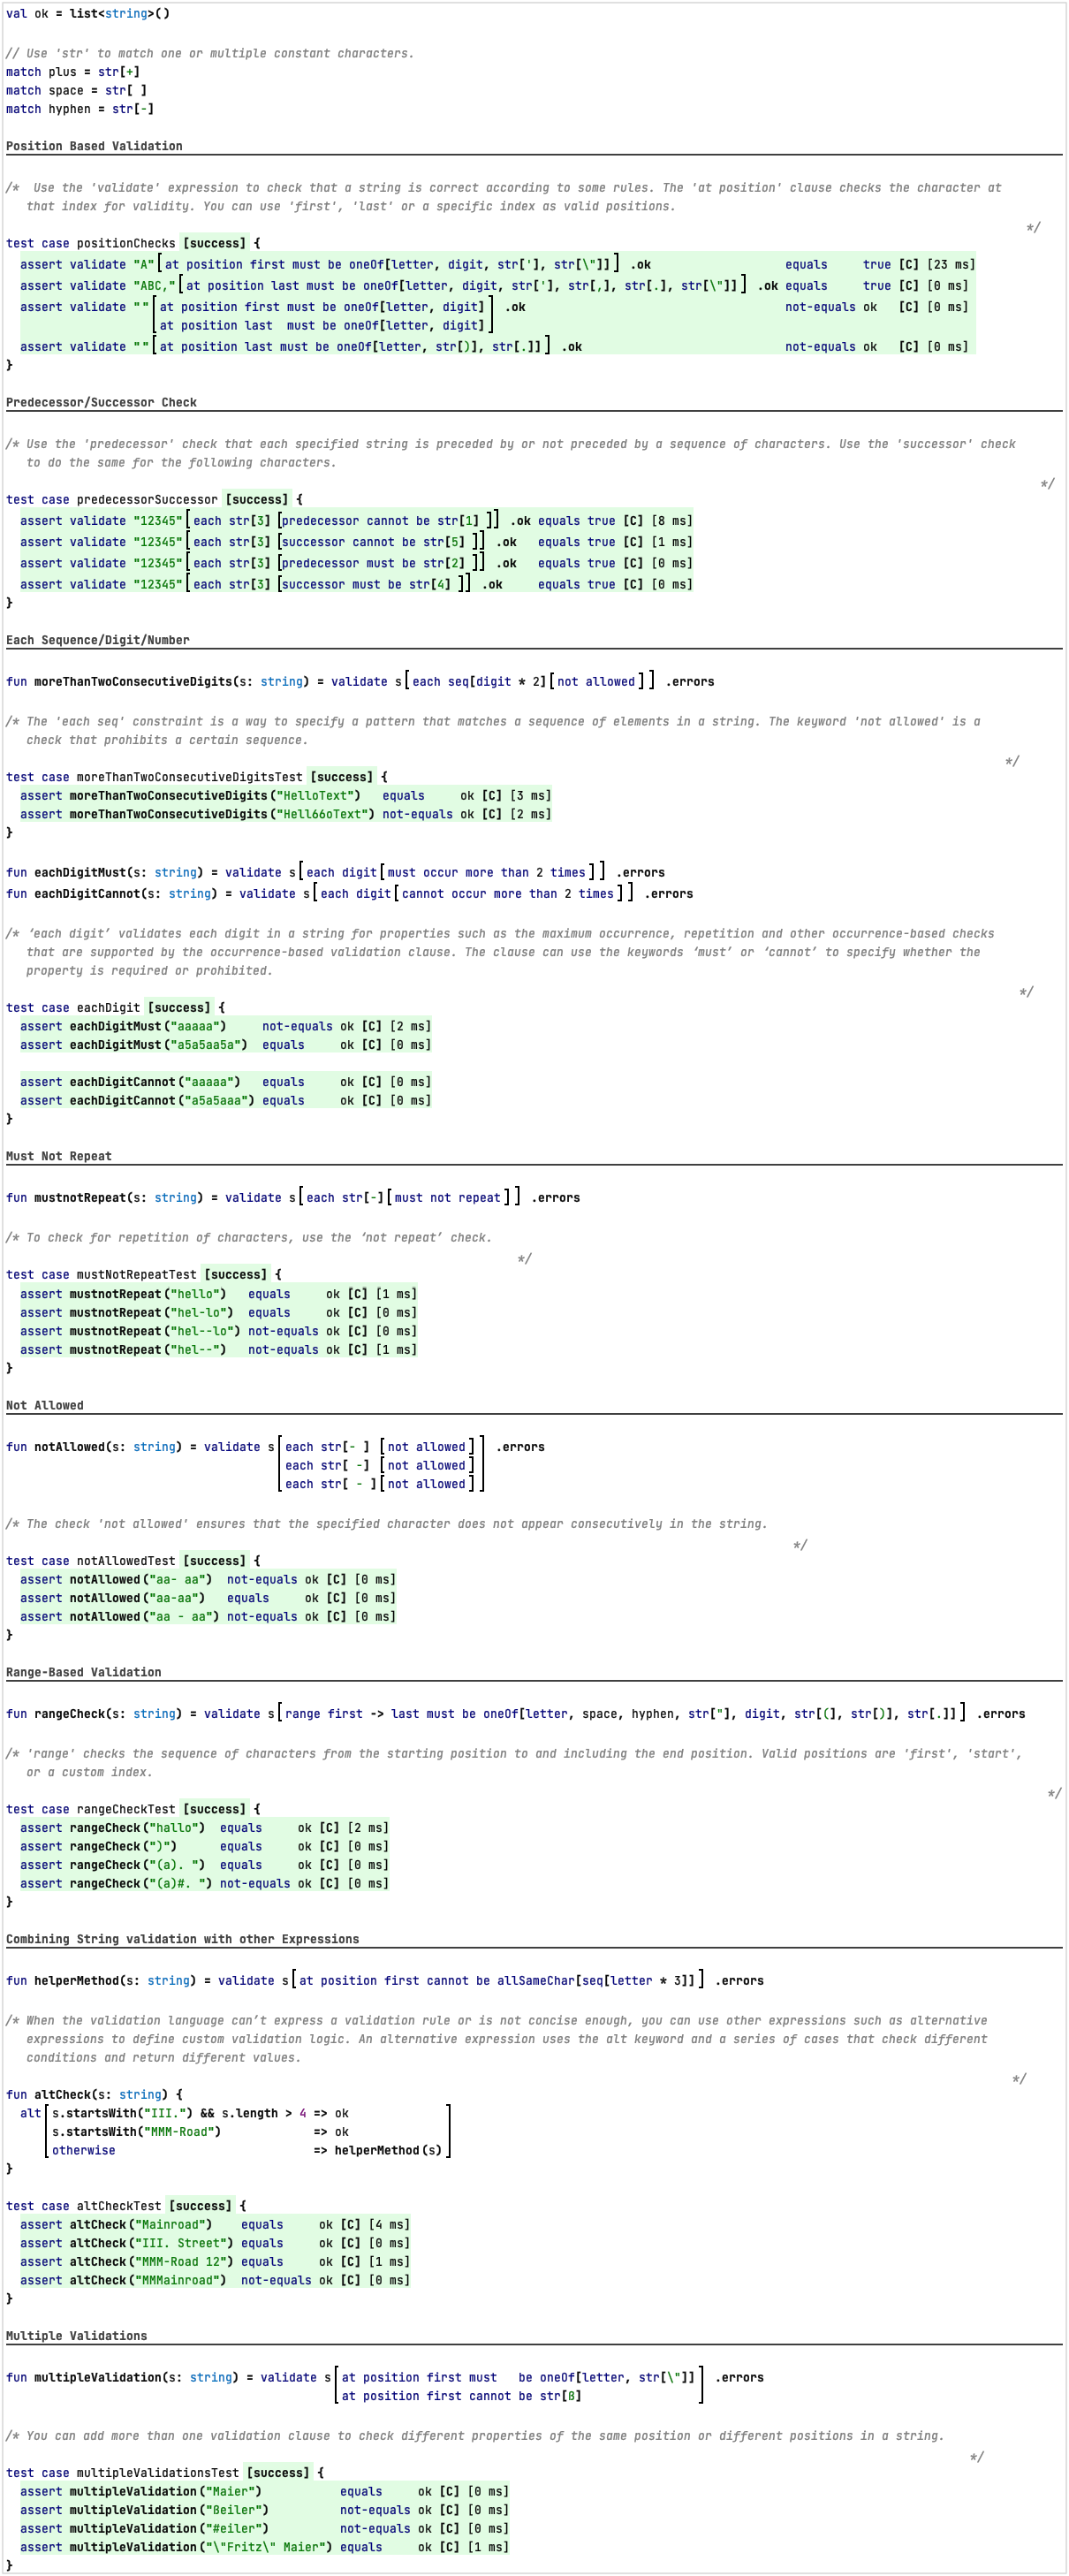 val ok = list<string>()
// Use 'str' to match one or multiple constant characters.
match plus = str[+]
match space = str[ ]
match hyphen = str[-]
Position Based Validation
/*  Use the 'validate' expression to check that a string is correct according to some rules. The 'at position' clause checks the character at
that index for validity. You can use 'first', 'last' or a specific index as valid positions.
*/
test case positionChecks [success] {
assert validate "A"[at position first must be oneOf[letter, digit, str['], str[\"]]] .ok equals true [C] [23 ms]
assert validate "ABC,"[at position last must be oneOf[letter, digit, str['], str[,], str[.], str[\"]]] .ok equals true [C] [0 ms]
assert validate ""[at position first must be oneOf[letter, digit]] .ok not-equals ok [C] [0 ms]
at position last  must be oneOf[letter, digit]
assert validate ""[at position last must be oneOf[letter, str[)], str[.]]] .ok not-equals ok [C] [0 ms]
}
Predecessor/Successor Check
/* Use the 'predecessor' check that each specified string is preceded by or not preceded by a sequence of characters. Use the 'successor' check
to do the same for the following characters.
*/
test case predecessorSuccessor [success] {
assert validate "12345"[each str[3] [predecessor cannot be str[1] ]] .ok equals true [C] [8 ms]
assert validate "12345"[each str[3] [successor cannot be str[5] ]] .ok equals true [C] [1 ms]
assert validate "12345"[each str[3] [predecessor must be str[2] ]] .ok equals true [C] [0 ms]
assert validate "12345"[each str[3] [successor must be str[4] ]] .ok equals true [C] [0 ms]
}
Each Sequence/Digit/Number
fun moreThanTwoConsecutiveDigits(s: string) = validate s[each seq[digit * 2][not allowed]] .errors
/* The 'each seq' constraint is a way to specify a pattern that matches a sequence of elements in a string. The keyword 'not allowed' is a
check that prohibits a certain sequence.
*/
test case moreThanTwoConsecutiveDigitsTest [success] {
assert moreThanTwoConsecutiveDigits("HelloText") equals ok [C] [3 ms]
assert moreThanTwoConsecutiveDigits("Hell66oText") not-equals ok [C] [2 ms]
}
fun eachDigitMust(s: string) = validate s[each digit[must occur more than 2 times]] .errors
fun eachDigitCannot(s: string) = validate s[each digit[cannot occur more than 2 times]] .errors
/* ‘each digit’ validates each digit in a string for properties such as the maximum occurrence, repetition and other occurrence-based checks
that are supported by the occurrence-based validation clause. The clause can use the keywords ‘must’ or ‘cannot’ to specify whether the
property is required or prohibited.
*/
test case eachDigit [success] {
assert eachDigitMust("aaaaa") not-equals ok [C] [2 ms]
assert eachDigitMust("a5a5aa5a") equals ok [C] [0 ms]
assert eachDigitCannot("aaaaa") equals ok [C] [0 ms]
assert eachDigitCannot("a5a5aaa") equals ok [C] [0 ms]
}
Must Not Repeat
fun mustnotRepeat(s: string) = validate s[each str[-][must not repeat]] .errors
/* To check for repetition of characters, use the ‘not repeat’ check.
*/
test case mustNotRepeatTest [success] {
assert mustnotRepeat("hello") equals ok [C] [1 ms]
assert mustnotRepeat("hel-lo") equals ok [C] [0 ms]
assert mustnotRepeat("hel--lo") not-equals ok [C] [0 ms]
assert mustnotRepeat("hel--") not-equals ok [C] [1 ms]
}
Not Allowed
fun notAllowed(s: string) = validate s[each str[- ] [not allowed]] .errors
each str[ -] [not allowed]
each str[ - ][not allowed]
/* The check 'not allowed' ensures that the specified character does not appear consecutively in the string.
*/
test case notAllowedTest [success] {
assert notAllowed("aa- aa") not-equals ok [C] [0 ms]
assert notAllowed("aa-aa") equals ok [C] [0 ms]
assert notAllowed("aa - aa") not-equals ok [C] [0 ms]
}
Range-Based Validation
fun rangeCheck(s: string) = validate s[range first -> last must be oneOf[letter, space, hyphen, str["], digit, str[(], str[)], str[.]]] .errors
/* 'range' checks the sequence of characters from the starting position to and including the end position. Valid positions are 'first', 'start',
or a custom index.
*/
test case rangeCheckTest [success] {
assert rangeCheck("hallo") equals ok [C] [2 ms]
assert rangeCheck(")") equals ok [C] [0 ms]
assert rangeCheck("(a). ") equals ok [C] [0 ms]
assert rangeCheck("(a)#. ") not-equals ok [C] [0 ms]
}
Combining String validation with other Expressions
fun helperMethod(s: string) = validate s[at position first cannot be allSameChar[seq[letter * 3]]] .errors
/* When the validation language can’t express a validation rule or is not concise enough, you can use other expressions such as alternative
expressions to define custom validation logic. An alternative expression uses the alt keyword and a series of cases that check different
conditions and return different values.
*/
fun altCheck(s: string) {
alt[s.startsWith("III.") && s.length > 4 => ok]
s.startsWith("MMM-Road") => ok
otherwise => helperMethod(s)
}
test case altCheckTest [success] {
assert altCheck("Mainroad") equals ok [C] [4 ms]
assert altCheck("III. Street") equals ok [C] [0 ms]
assert altCheck("MMM-Road 12") equals ok [C] [1 ms]
assert altCheck("MMMainroad") not-equals ok [C] [0 ms]
}
Multiple Validations
fun multipleValidation(s: string) = validate s[at position first must   be oneOf[letter, str[\"]]] .errors
at position first cannot be str[ß]
/* You can add more than one validation clause to check different properties of the same position or different positions in a string.
*/
test case multipleValidationsTest [success] {
assert multipleValidation("Maier") equals ok [C] [0 ms]
assert multipleValidation("ßeiler") not-equals ok [C] [0 ms]
assert multipleValidation("#eiler") not-equals ok [C] [0 ms]
assert multipleValidation("\"Fritz\" Maier") equals ok [C] [1 ms]
}